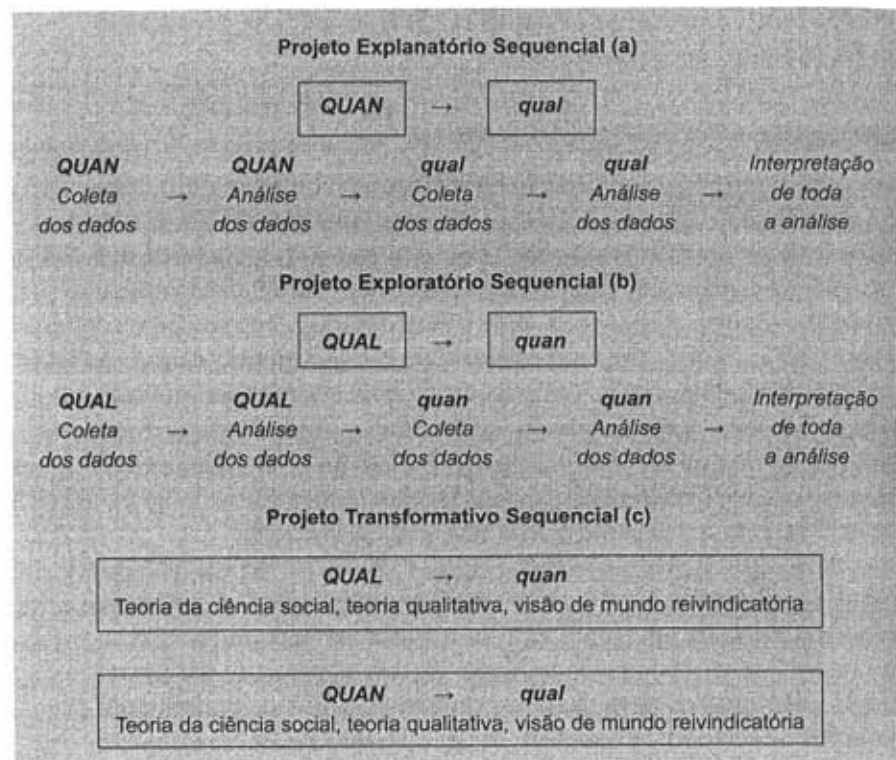 Projeto Explanatório Sequencial (a)
QUAN → qual
QUAN QUAN qual qual Interpretação
Coleta → Análise → Coleta → Análise → de toda
dos dados dos dados dos dados dos dados a análise
Projeto Exploratório Sequencial (b)
QUAL → quan
QUAL QUAL quan quan Interpretação
Coleta → Análise → Coleta → Análise → de toda
dos dados dos dados dos dados dos dados a análise
Projeto Transformativo Sequencial (c)
QUAL → quan
Teoria da ciência social, teoria qualitativa, visão de mundo reivindicatória
QUAN → qual
Teoria da ciência social, teoria qualitativa, visão de mundo reivindicatória